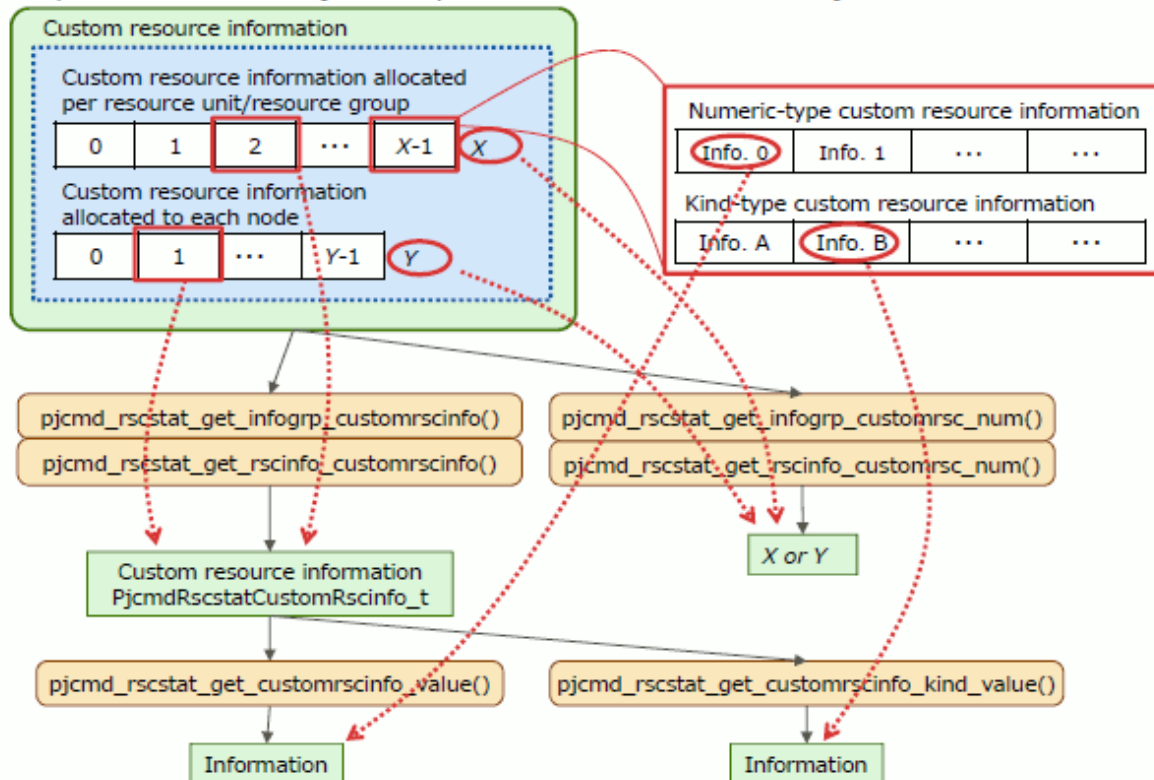 Custom resource information
Custom resource information allocated
per resource unit/resource group
0 1 2 ··· X-1 X
Custom resource information
allocated to each node
0 1 ··· Y-1 Y
Numeric-type custom resource information
Info. 0 Info. 1 ··· ···
Kind-type custom resource information
Info. A Info. B ··· ···
pjcmd_rscstat_get_infogrp_customrscinfo()
pjcmd_rscstat_get_rscinfo_customrscinfo()
pjcmd_rscstat_get_infogrp_customrsc_num()
pjcmd_rscstat_get_rscinfo_customrsc_num()
Custom resource information
PjcmdRscstatCustomRscinfo_t
X or Y
pjcmd_rscstat_get_customrscinfo_value()
pjcmd_rscstat_get_customrscinfo_kind_value()
Information
Information